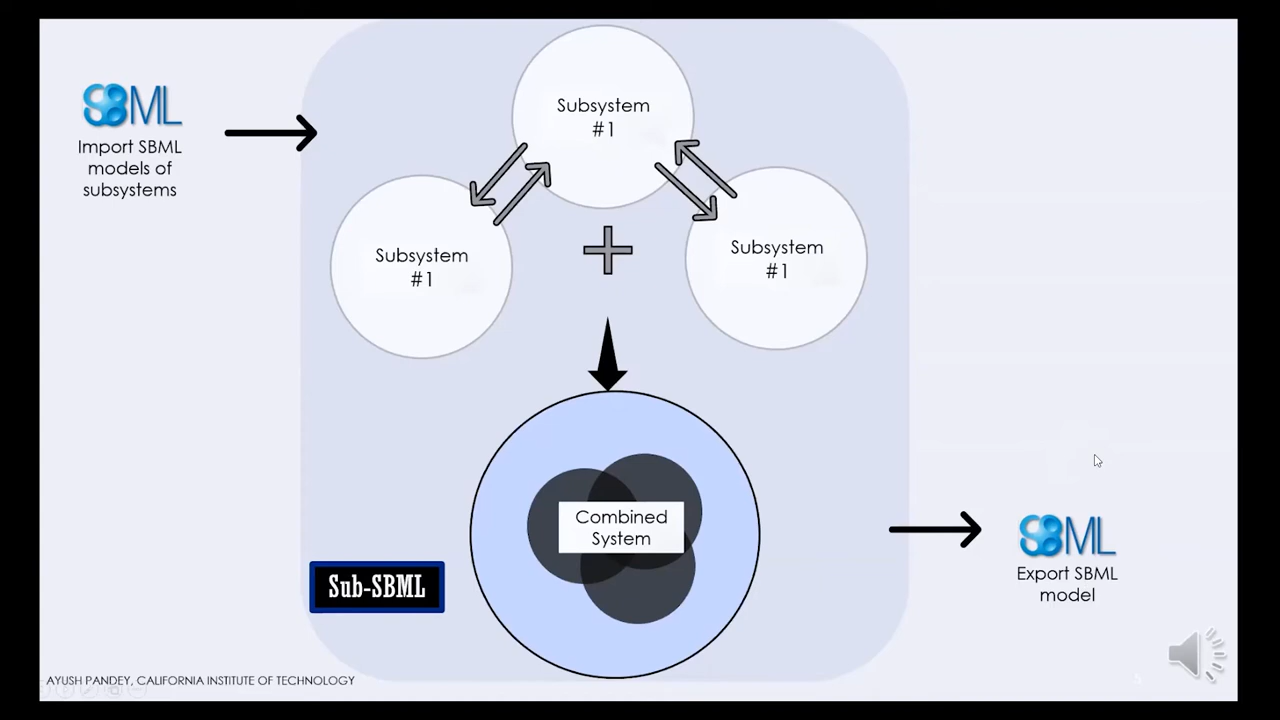 SBML
Import SBML
models of
subsystems
Subsystem
#1
Subsystem
#1
Subsystem
#1
Combined
System
Sub-SBML
SBML
Export SBML
model
AYUSH PANDEY, CALIFORNIA INSTITUTE OF TECHNOLOGY